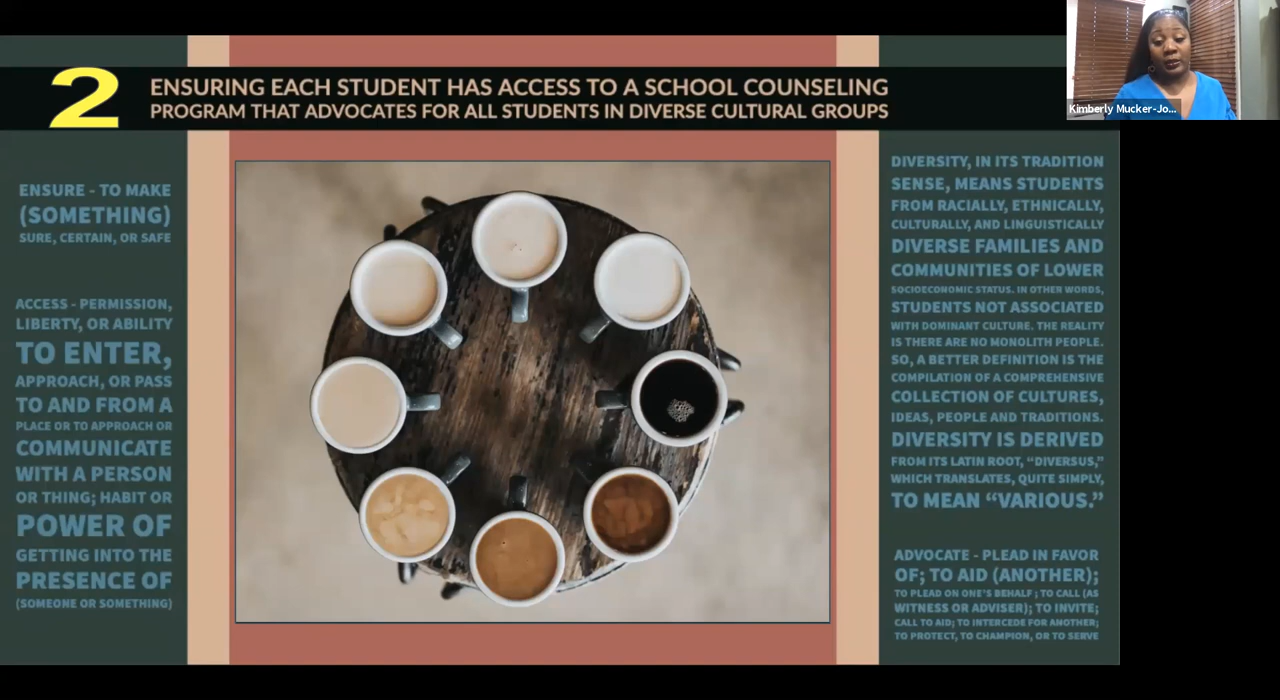 2
ENSURING EACH STUDENT HAS ACCESS TO A SCHOOL COUNSELING
PROGRAM THAT ADVOCATES FOR ALL STUDENTS IN DIVERSE CULTURAL GROUPS
Kimberly Mucker-Jo...
ENSURE - TO MAKE
(SOMETHING)
SURE, CERTAIN, OR SAFE
ACCESS - PERMISSION,
LIBERTY, OR ABILITY
TO ENTER,
APPROACH, OR PASS
TO AND FROM A
PLACE OR TO APPROACH OR
COMMUNICATE
WITH A PERSON
OR THING; HABIT OR
POWER OF
GETTING INTO THE
PRESENCE OF
(SOMEONE OR SOMETHING)
DIVERSITY, IN ITS TRADITION
SENSE, MEANS STUDENTS
FROM RACIALLY, ETHNICALLY,
CULTURALLY, AND LINGUISTICALLY
DIVERSE FAMILIES AND
COMMUNITIES OF LOWER
SOCIOECONOMIC STATUS. IN OTHER WORDS,
STUDENTS NOT ASSOCIATED
WITH DOMINANT CULTURE. THE REALITY
IS THERE ARE NO MONOLITH PEOPLE.
SO, A BETTER DEFINITION IS THE
COMPILATION OF A COMPREHENSIVE
COLLECTION OF CULTURES,
IDEAS, PEOPLE AND TRADITIONS.
DIVERSITY IS DERIVED
FROM ITS LATIN ROOT, “DIVERSUS,”
WHICH TRANSLATES, QUITE SIMPLY,
TO MEAN “VARIOUS.”
ADVOCATE - PLEAD IN FAVOR
OF; TO AID (ANOTHER);
TO PLEAD ON ONE'S BEHALF ; TO CALL (AS
WITNESS OR ADVISER); TO INVITE;
CALL TO AID; TO INTERCEDE FOR ANOTHER;
TO PROTECT, TO CHAMPION, OR TO SERVE